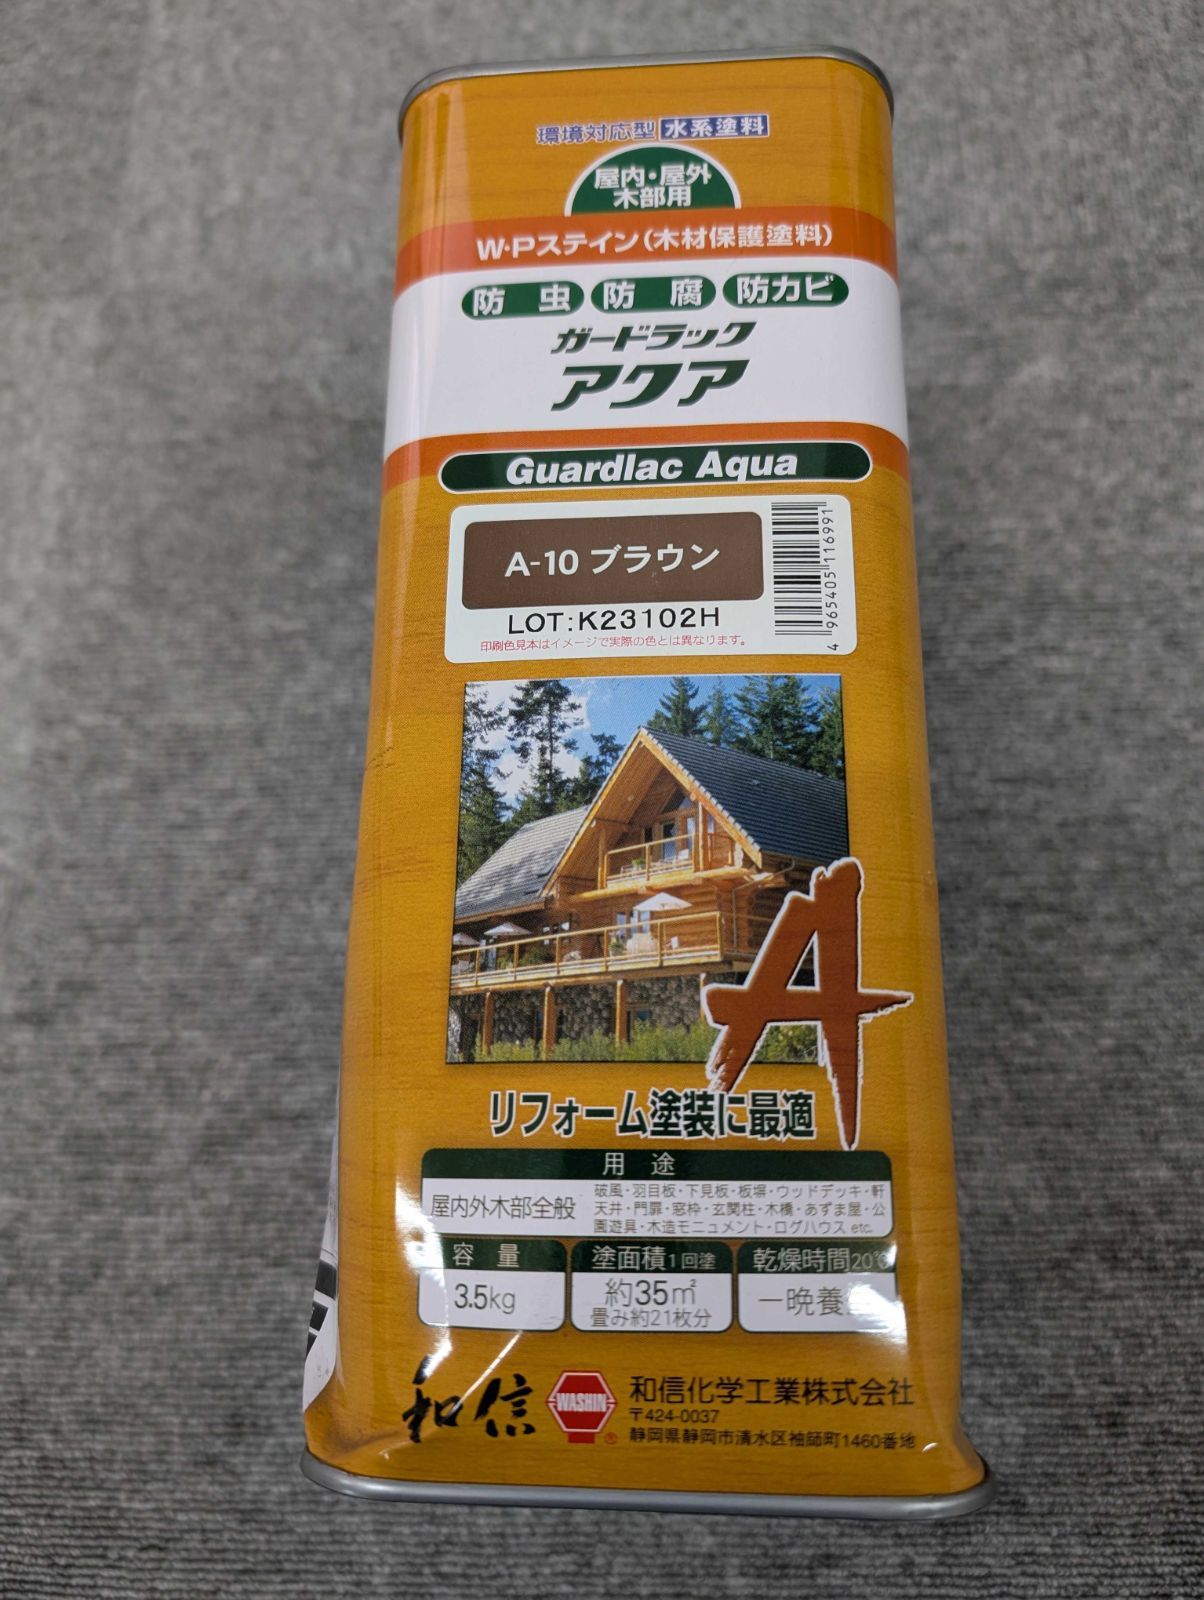 環境対応型 水系塗料
屋内・屋外
木部用
W・Pステイン(木材保護塗料)
防虫 防腐 防カビ
ガードラック
アクア
Guardlac Aqua
A-10 ブラウン
LOT:K23102H
印刷色見本はイメージで実際の色とは異なります。
4 965405 116991
A
リフォーム塗装に最適
用途
屋内外木部全般
破風・羽目板・下見板・板塀・ウッドデッキ・軒
天井・門扉・窓枠・玄関柱・木橋・あずま屋・公
園遊具・木造モニュメント・ログハウス etc.
容量
3.5kg
塗面積1回塗
約35㎡
畳み約21枚分
乾燥時間20℃
一晩養
和信
WASHIN
®
和信化学工業株式会社
〒424-0037
静岡県静岡市清水区袖師町1460番地